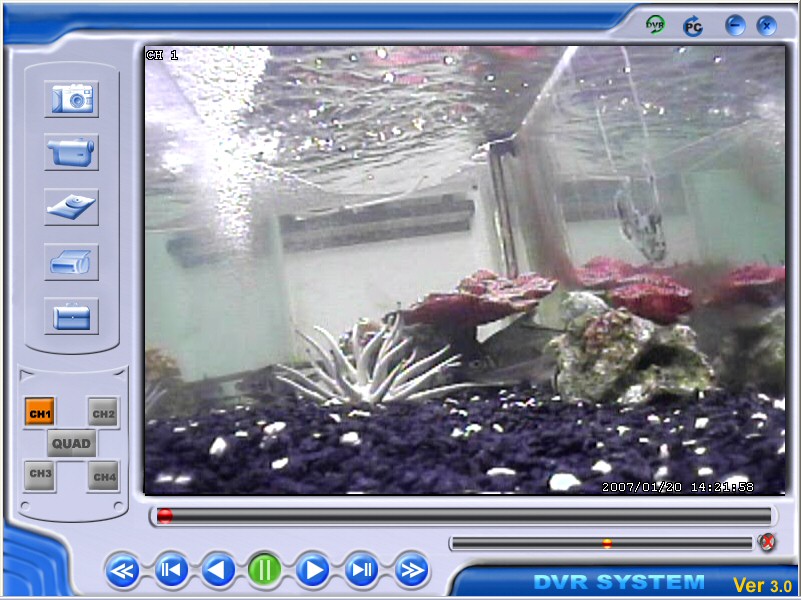 DVR
PC
CH 1
CH1
CH2
QUAD
CH3
CH4
2007/01/20 14:21:58
DVR SYSTEM
Ver 3.0